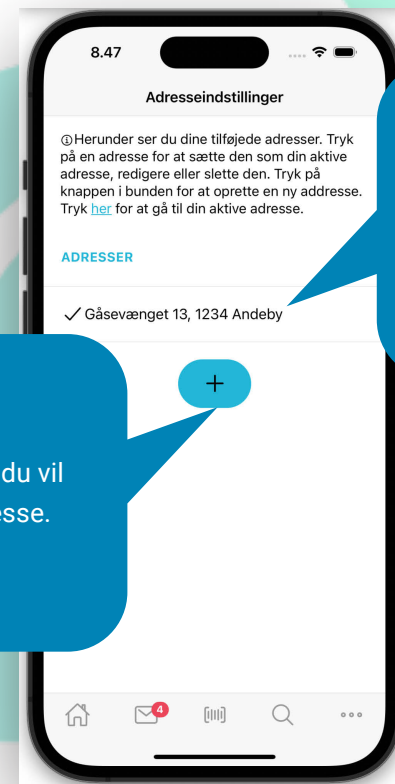 8.47
Adresseindstillinger
Herunder ser du dine tilføjede adresser. Tryk
på en adresse for at sætte den som din aktive
adresse, redigere eller slette den. Tryk på
knappen i bunden for at oprette en ny addresse.
Tryk her for at gå til din aktive adresse.
ADRESSER
Gåsevænget 13, 1234 Andeby
+
du vil
sse.
4